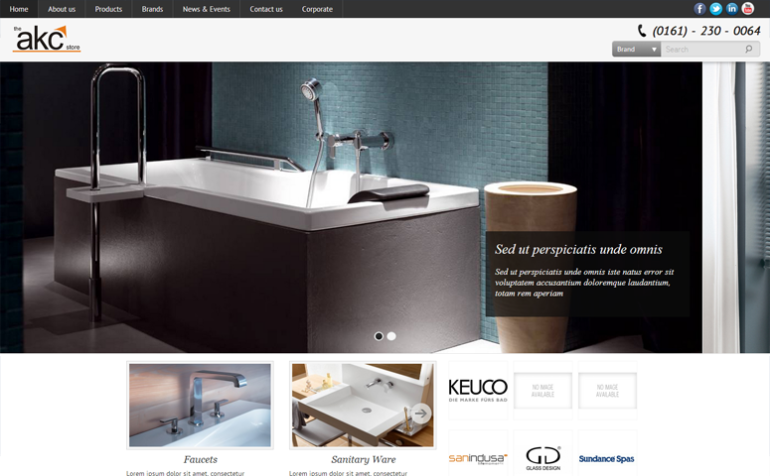 Home About us Products Brands News & Events Contact us Corporate
the
akc
store
(0161) - 230 - 0064
Brand Search
Sed ut perspiciatis unde omnis
Sed ut perspiciatis unde omnis iste natus error sit
voluptatem accusantium doloremque laudantium,
totam rem aperiam
KEUCO
DIE MARKE FÜRS BAD
NO IMAGE
AVAILABLE
NO IMAGE
AVAILABLE
Faucets
Sanitary Ware
sanindusa
GLASS DESIGN
Sundance Spas
Lorem ipsum dolor sit amet, consectetur
Lorem ipsum dolor sit amet, consectetur